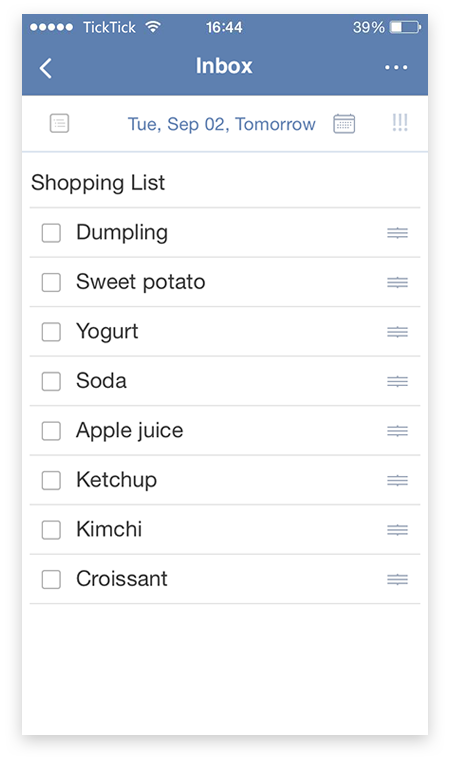 TickTick 16:44 39%
Inbox
Tue, Sep 02, Tomorrow !!!
Shopping List
Dumpling
Sweet potato
Yogurt
Soda
Apple juice
Ketchup
Kimchi
Croissant